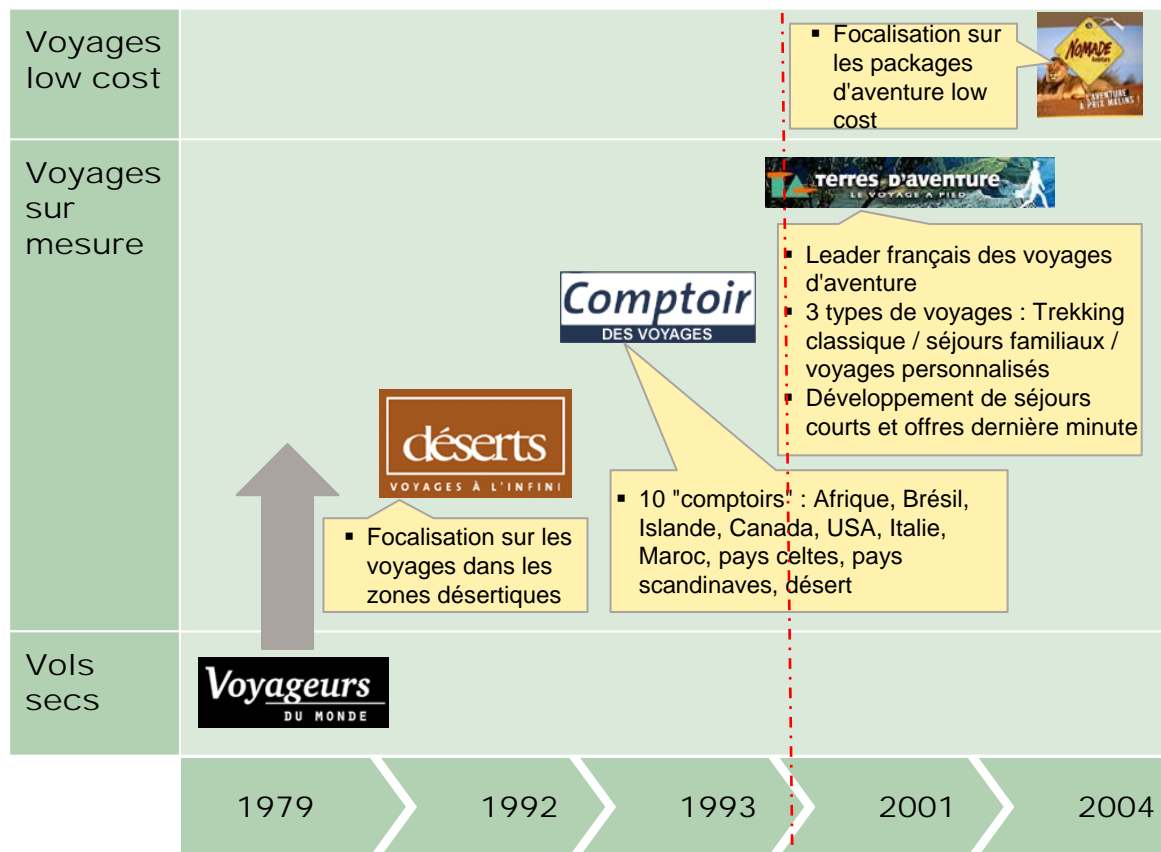 Voyages
low cost
▪ Focalisation sur
les packages
d'aventure low
cost
NOMADE
Aventure
L'AVENTURE
À PRIX MALINS !
Voyages
sur
mesure
TA TERRES D'AVENTURE
LE VOYAGE A PIED
▪ Leader français des voyages
d'aventure
▪ 3 types de voyages : Trekking
classique / séjours familiaux /
voyages personnalisés
▪ Développement de séjours
courts et offres dernière minute
Comptoir
DES VOYAGES
▪ 10 "comptoirs" : Afrique, Brésil,
Islande, Canada, USA, Italie,
Maroc, pays celtes, pays
scandinaves, désert
déserts
VOYAGES À L'INFINI
▪ Focalisation sur les
voyages dans les
zones désertiques
Vols
secs
Voyageurs
DU MONDE
1979
1992
1993
2001
2004